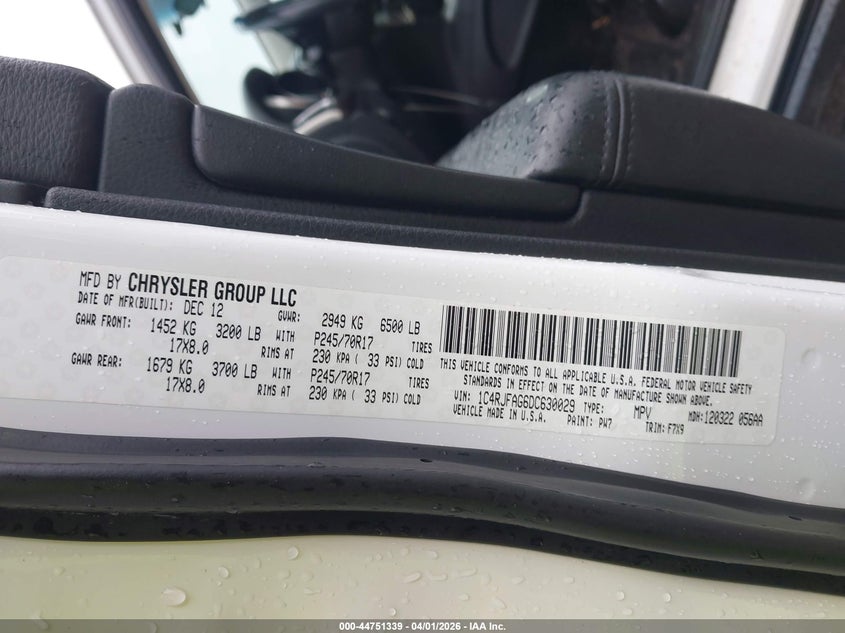 MFD BY CHRYSLER GROUP LLC
DATE OF MFR(BUILT): DEC 12 GVWR: 2949 KG 6500 LB
GAWR FRONT: 1452 KG 3200 LB WITH P245/70R17 TIRES
17X8.0 RIMS AT 230 KPA ( 33 PSI) COLD
GAWR REAR: 1679 KG 3700 LB WITH P245/70R17 TIRES
17X8.0 RIMS AT 230 KPA ( 33 PSI) COLD
THIS VEHICLE CONFORMS TO ALL APPLICABLE U.S.A. FEDERAL MOTOR VEHICLE SAFETY
STANDARDS IN EFFECT ON THE DATE OF MANUFACTURE SHOWN ABOVE.
VIN: 1C4RJFAG6DC630029 TYPE: MPV MDH: 120322 056AA
VEHICLE MADE IN U.S.A. PAINT: PW7 TRIM: F7X9
000-44751339 | 04/01/2026 - IAA Inc.